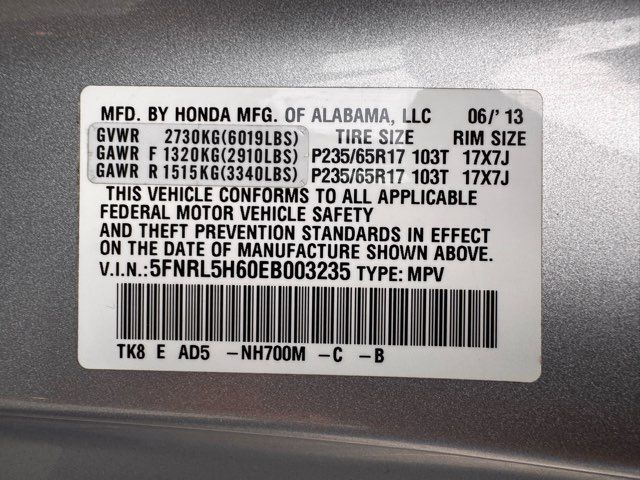 MFD. BY HONDA MFG. OF ALABAMA, LLC 06/'13
GVWR 2730KG(6019LBS) TIRE SIZE RIM SIZE
GAWR F 1320KG(2910LBS) P235/65R17 103T 17X7J
GAWR R 1515KG(3340LBS) P235/65R17 103T 17X7J
THIS VEHICLE CONFORMS TO ALL APPLICABLE
FEDERAL MOTOR VEHICLE SAFETY
AND THEFT PREVENTION STANDARDS IN EFFECT
ON THE DATE OF MANUFACTURE SHOWN ABOVE.
V.I.N.:5FNRL5H60EB003235 TYPE: MPV
TK8 E AD5 -NH700M -C -B